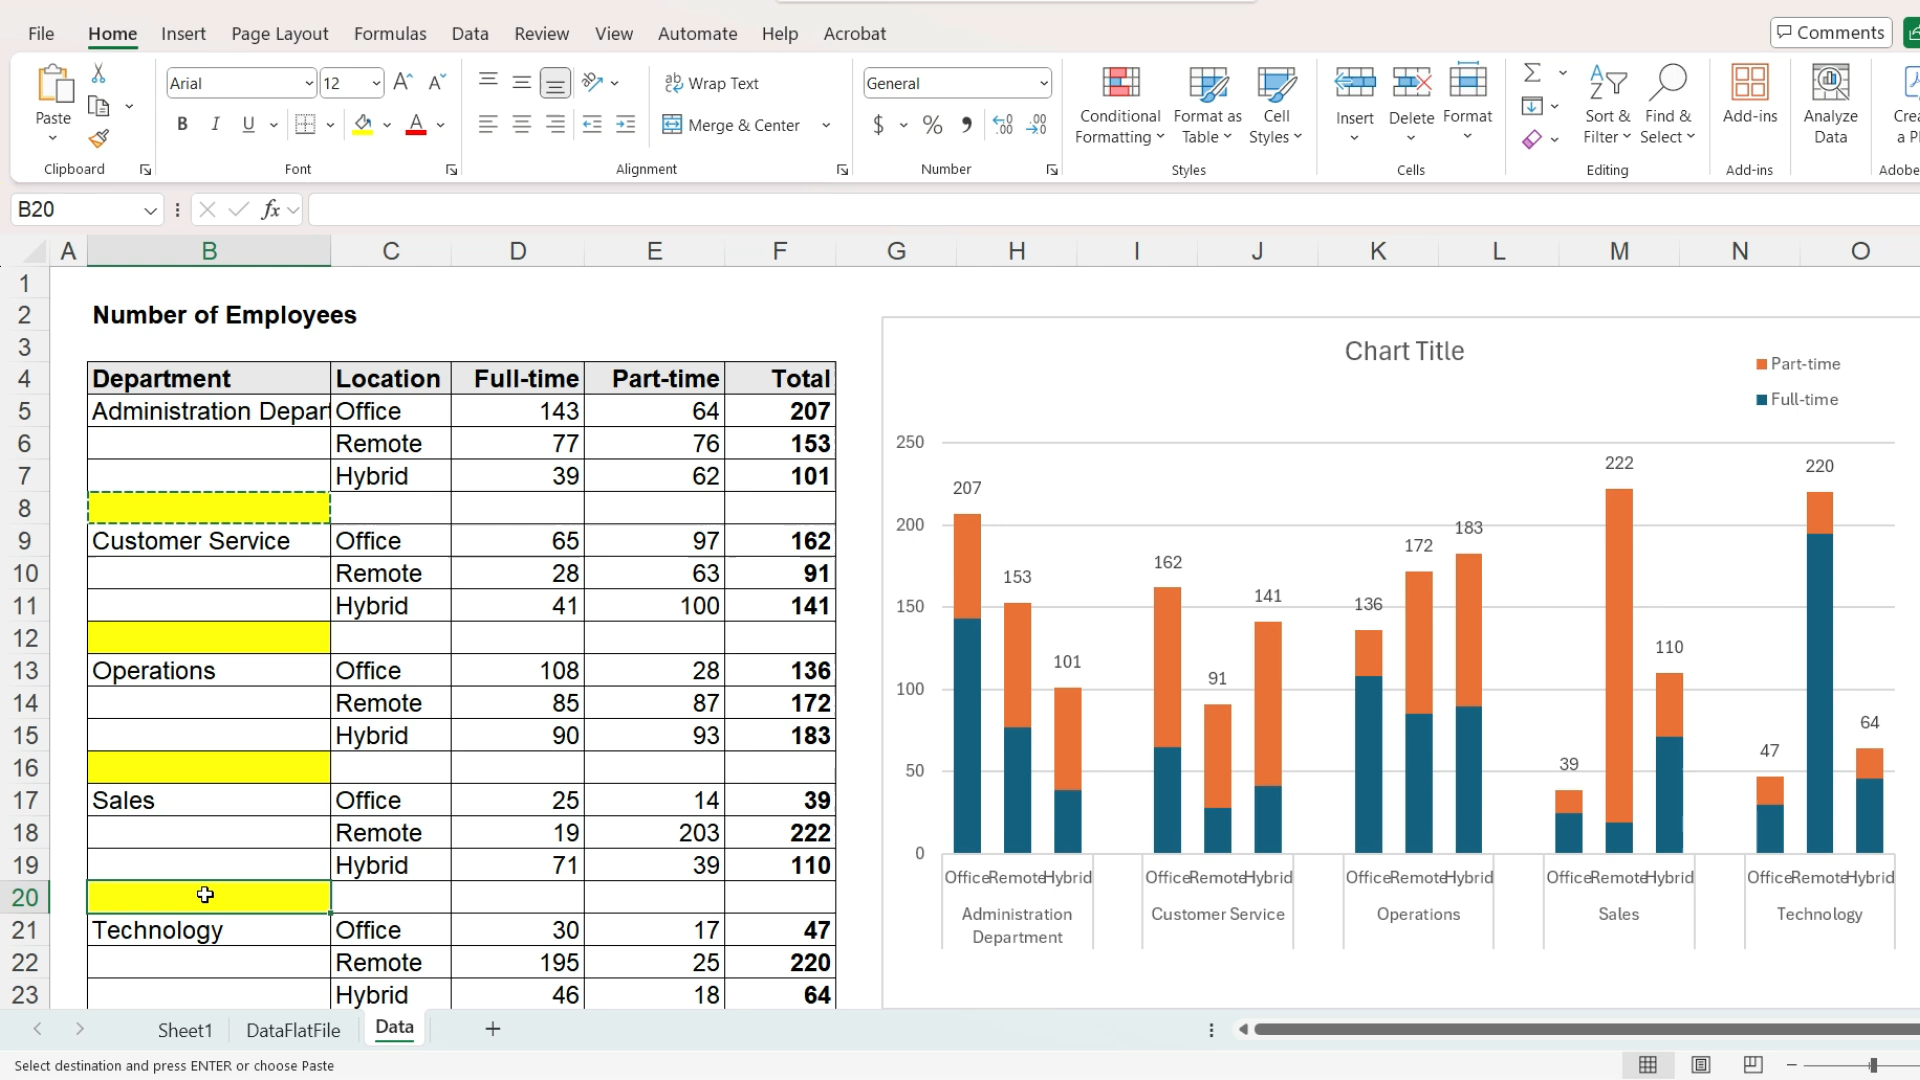 File Home Insert Page Layout Formulas Data Review View Automate Help Acrobat Comments
Arial 12 Wrap Text General
Paste B I U A Merge & Center $ % Conditional Formatting Format as Table Cell Styles Insert Delete Format Sort & Filter Find & Select Add-ins Analyze Data
Clipboard Font Alignment Number Styles Cells Editing Add-ins Adobe
B20 fx
A B C D E F G H I J K L M N O
1
2 Number of Employees
3
4 Department Location Full-time Part-time Total
5 Administration Depar Office 143 64 207
6 Remote 77 76 153
7 Hybrid 39 62 101
8
9 Customer Service Office 65 97 162
10 Remote 28 63 91
11 Hybrid 41 100 141
12
13 Operations Office 108 28 136
14 Remote 85 87 172
15 Hybrid 90 93 183
16
17 Sales Office 25 14 39
18 Remote 19 203 222
19 Hybrid 71 39 110
20
21 Technology Office 30 17 47
22 Remote 195 25 220
23 Hybrid 46 18 64
Chart Title
Part-time
Full-time
250
200
150
100
50
0
207 153 101 162 91 141 136 172 183 39 222 110 47 220 64
Office Remote Hybrid Office Remote Hybrid Office Remote Hybrid Office Remote Hybrid Office Remote Hybrid
Administration Department Customer Service Operations Sales Technology
Sheet1 DataFlatFile Data +
Select destination and press ENTER or choose Paste